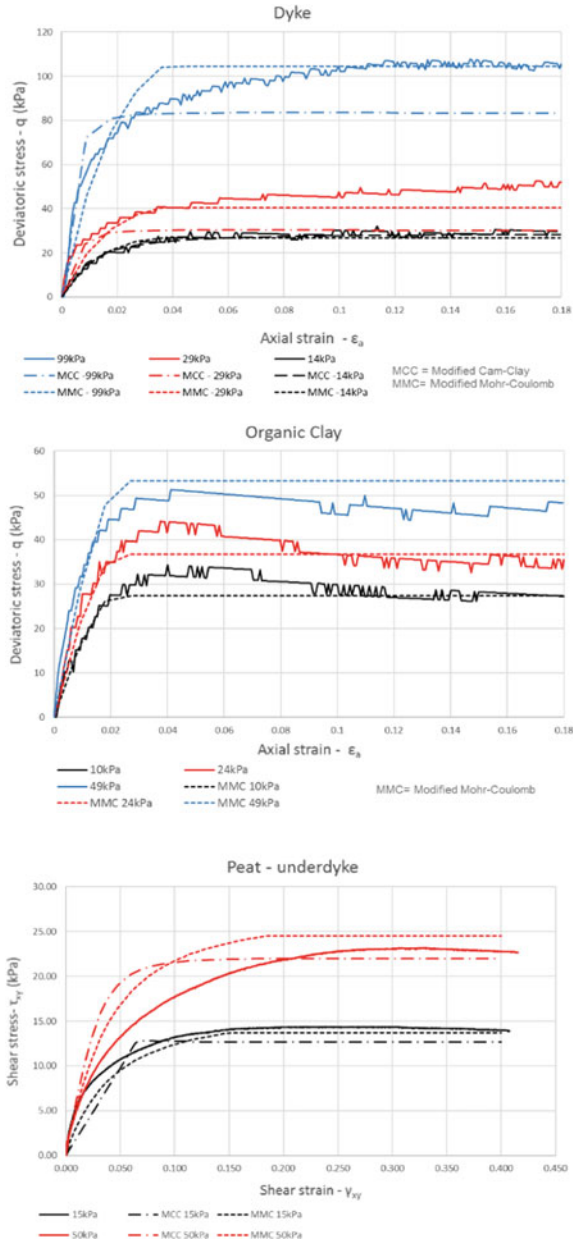 Dyke
Deviatoric stress - q (kPa)
120
100
80
60
40
20
0
0 0.02 0.04 0.06 0.08 0.1 0.12 0.14 0.16 0.18
Axial strain - εa
99kPa 29kPa 14kPa
MCC -99kPa MCC -29kPa MCC -14kPa
MMC - 99kPa MMC -29kPa MMC -14kPa
MCC = Modified Cam-Clay
MMC= Modified Mohr-Coulomb
Organic Clay
Deviatoric stress - q (kPa)
60
50
40
30
20
10
0
0 0.02 0.04 0.06 0.08 0.1 0.12 0.14 0.16 0.18
Axial strain - εa
10kPa 24kPa
49kPa MMC 10kPa
MMC 24kPa MMC 49kPa
MMC= Modified Mohr-Coulomb
Peat - underdyke
Shear stress- τxy (kPa)
30.00
25.00
20.00
15.00
10.00
5.00
0.00
0.000 0.050 0.100 0.150 0.200 0.250 0.300 0.350 0.400 0.450
Shear strain - γxy
15kPa MCC 15kPa MMC 15kPa
50kPa MCC 50kPa MMC 50kPa